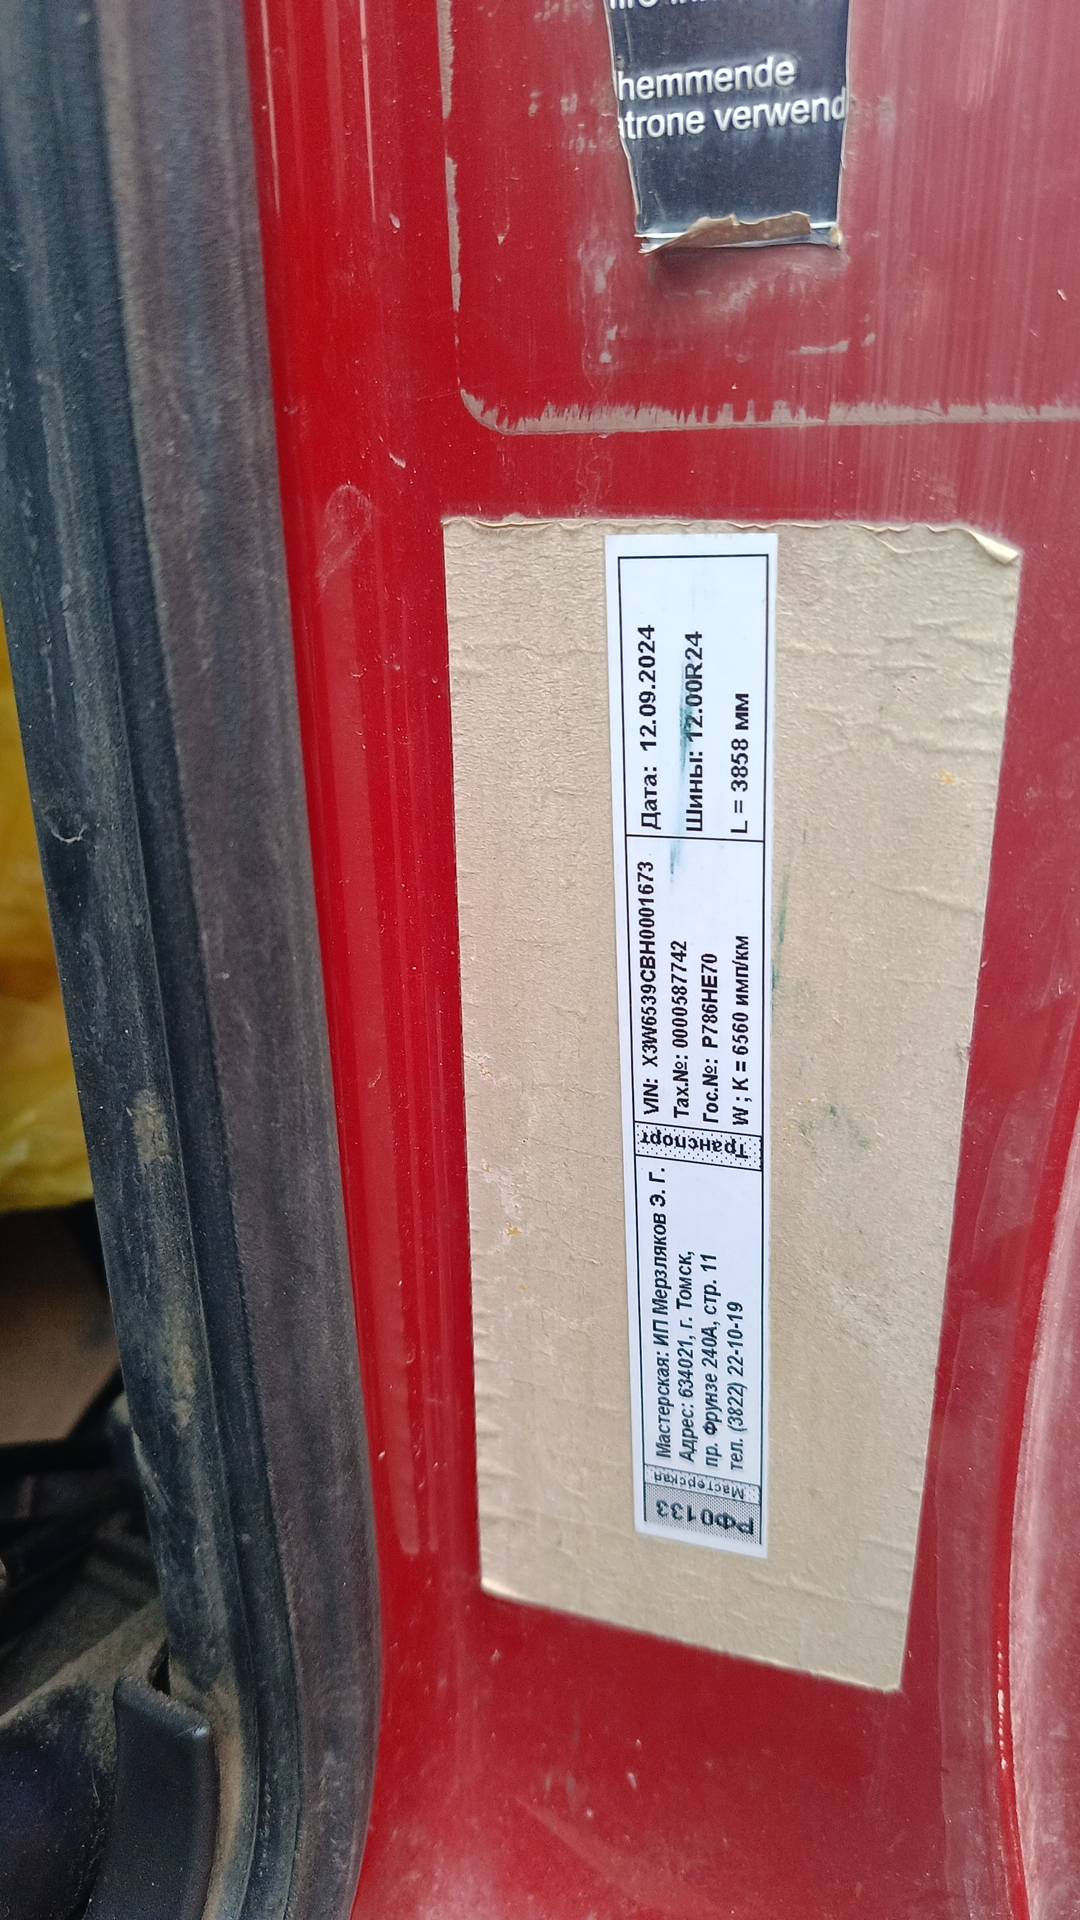 hemmende
trone verwend
РФ0133
Мастерская
Мастерская: ИП Мерзляков Э. Г.
Адрес: 634021, г. Томск,
пр. Фрунзе 240А, стр. 11
тел. (3822) 22-10-19
Транспорт
VIN: X3W6539CBH0001673
Тах.№: 0000587742
Гос.№: Р786НЕ70
W ; K = 6560 имп/км
Дата: 12.09.2024
Шины: 12.00R24
L = 3858 мм